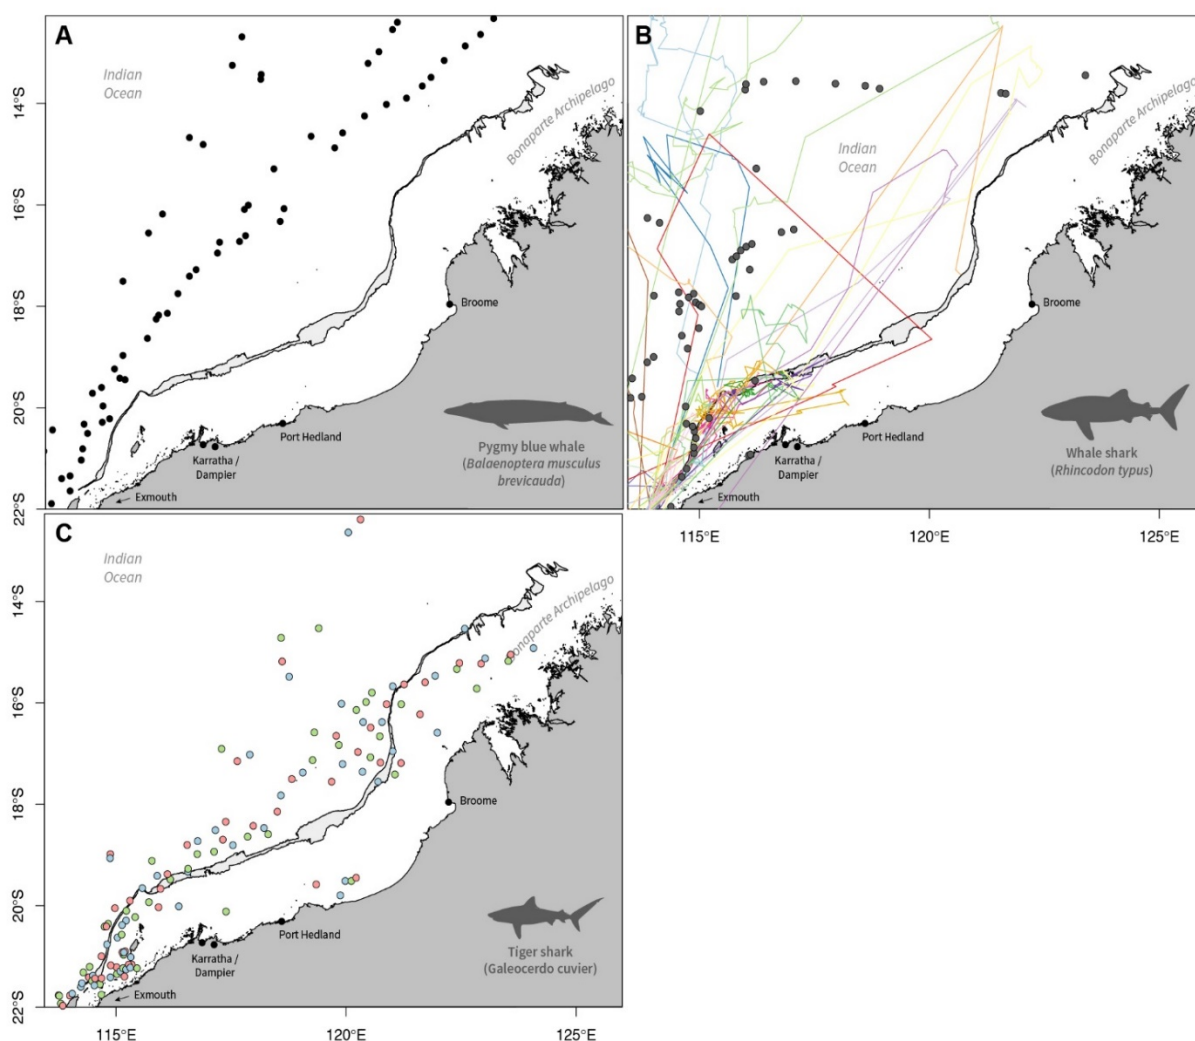 A
Indian
Ocean
Bonaparte Archipelago
14°S
16°S
18°S
20°S
22°S
Broome
Port Hedland
Karratha /
Dampier
Exmouth
Pygmy blue whale
(Balaenoptera musculus
brevicauda)
B
Indian
Ocean
Bonaparte Archipelago
Broome
Port Hedland
Karratha /
Dampier
Exmouth
Whale shark
(Rhincodon typus)
115°E
120°E
125°E
C
Indian
Ocean
Bonaparte Archipelago
14°S
16°S
18°S
20°S
22°S
Broome
Port Hedland
Karratha /
Dampier
Exmouth
Tiger shark
(Galeocerdo cuvier)
115°E
120°E
125°E